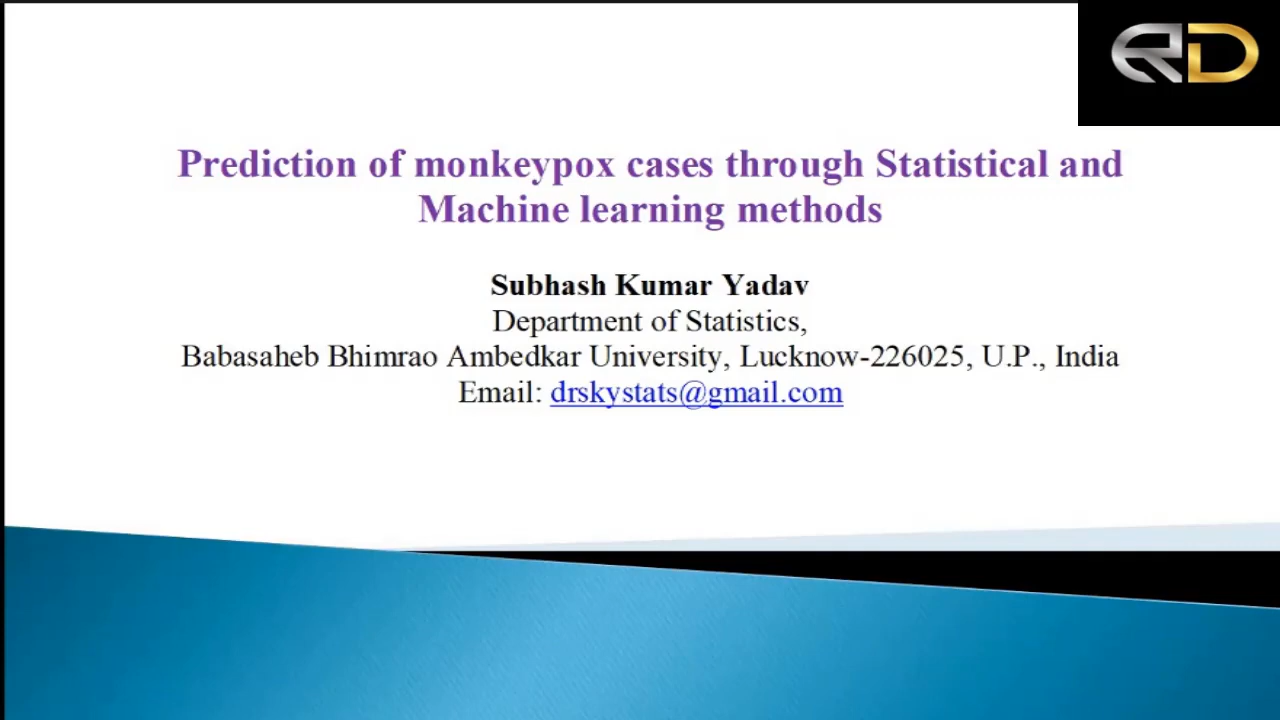 RD
Prediction of monkeypox cases through Statistical and
Machine learning methods
Subhash Kumar Yadav
Department of Statistics,
Babasaheb Bhimrao Ambedkar University, Lucknow-226025, U.P., India
Email: drskystats@gmail.com